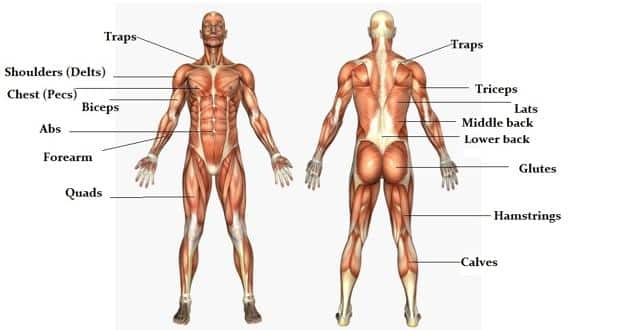 Traps
Shoulders (Delts)
Chest (Pecs)
Biceps
Abs
Forearm
Quads
Traps
Triceps
Lats
Middle back
Lower back
Glutes
Hamstrings
Calves